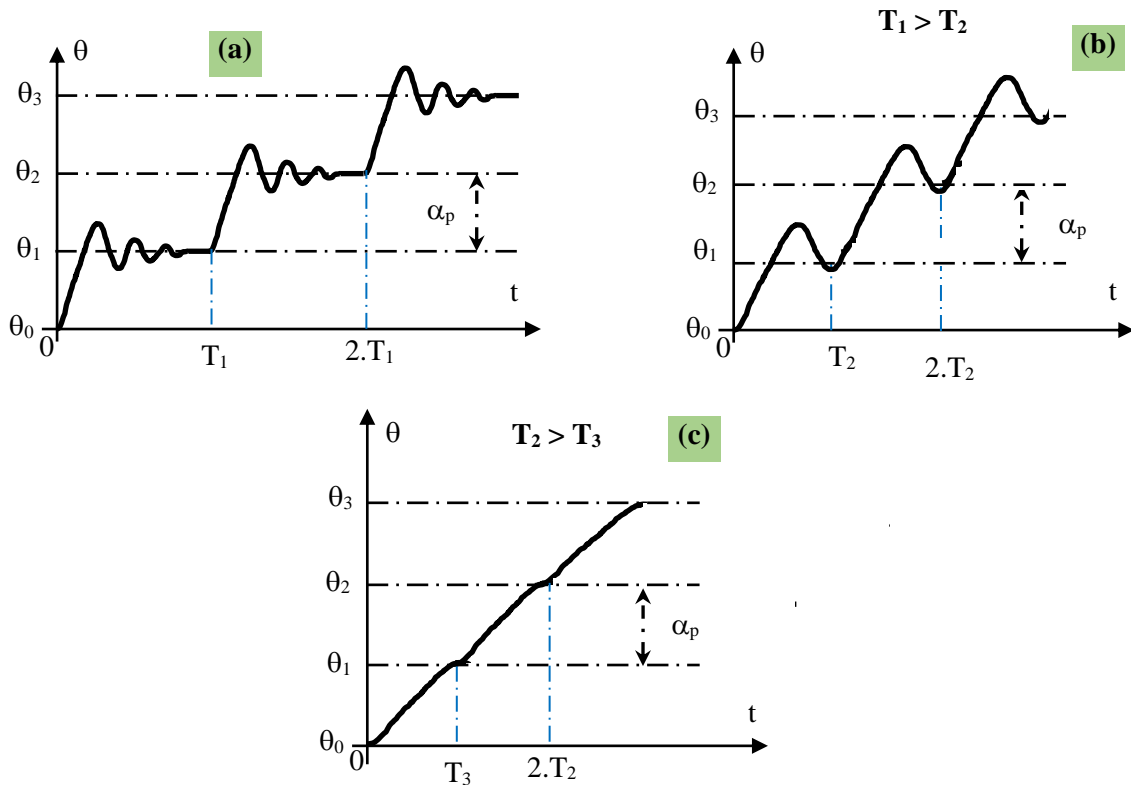 (a)
θ
θ₃
θ₂
αₚ
θ₁
t
θ₀
0
T₁
2.T₁
T₁ > T₂
(b)
θ
θ₃
θ₂
αₚ
θ₁
t
θ₀
0
T₂
2.T₂
(c)
T₂ > T₃
θ
θ₃
θ₂
αₚ
θ₁
t
θ₀
0
T₃
2.T₂